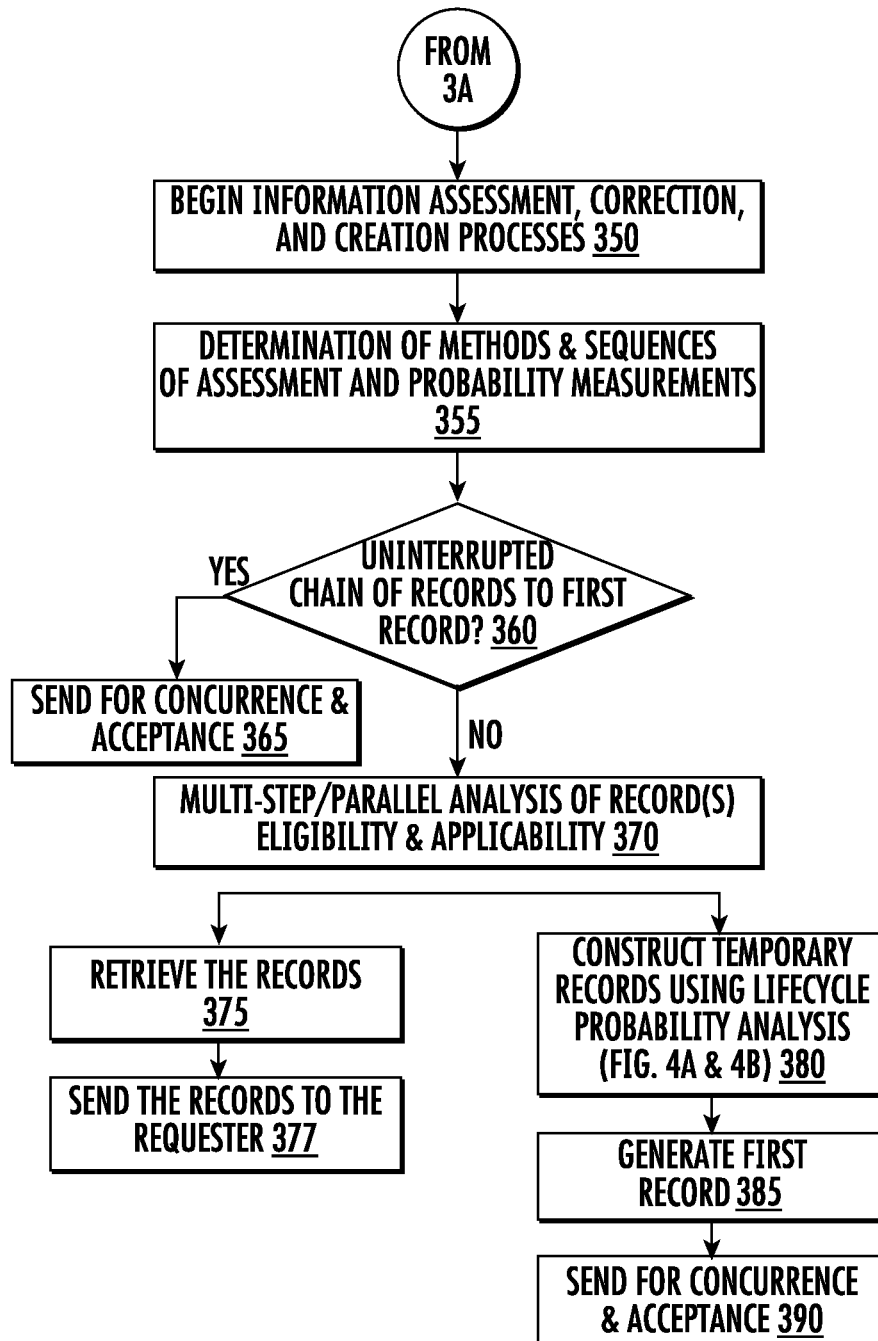 FROM
3A
BEGIN INFORMATION ASSESSMENT, CORRECTION,
AND CREATION PROCESSES 350
DETERMINATION OF METHODS & SEQUENCES
OF ASSESSMENT AND PROBABILITY MEASUREMENTS
355
UNINTERRUPTED
CHAIN OF RECORDS TO FIRST
RECORD? 360
YES
SEND FOR CONCURRENCE &
ACCEPTANCE 365
NO
MULTI-STEP/PARALLEL ANALYSIS OF RECORD(S)
ELIGIBILITY & APPLICABILITY 370
RETRIEVE THE RECORDS
375
SEND THE RECORDS TO THE
REQUESTER 377
CONSTRUCT TEMPORARY
RECORDS USING LIFECYCLE
PROBABILITY ANALYSIS
(FIG. 4A & 4B) 380
GENERATE FIRST
RECORD 385
SEND FOR CONCURRENCE
& ACCEPTANCE 390